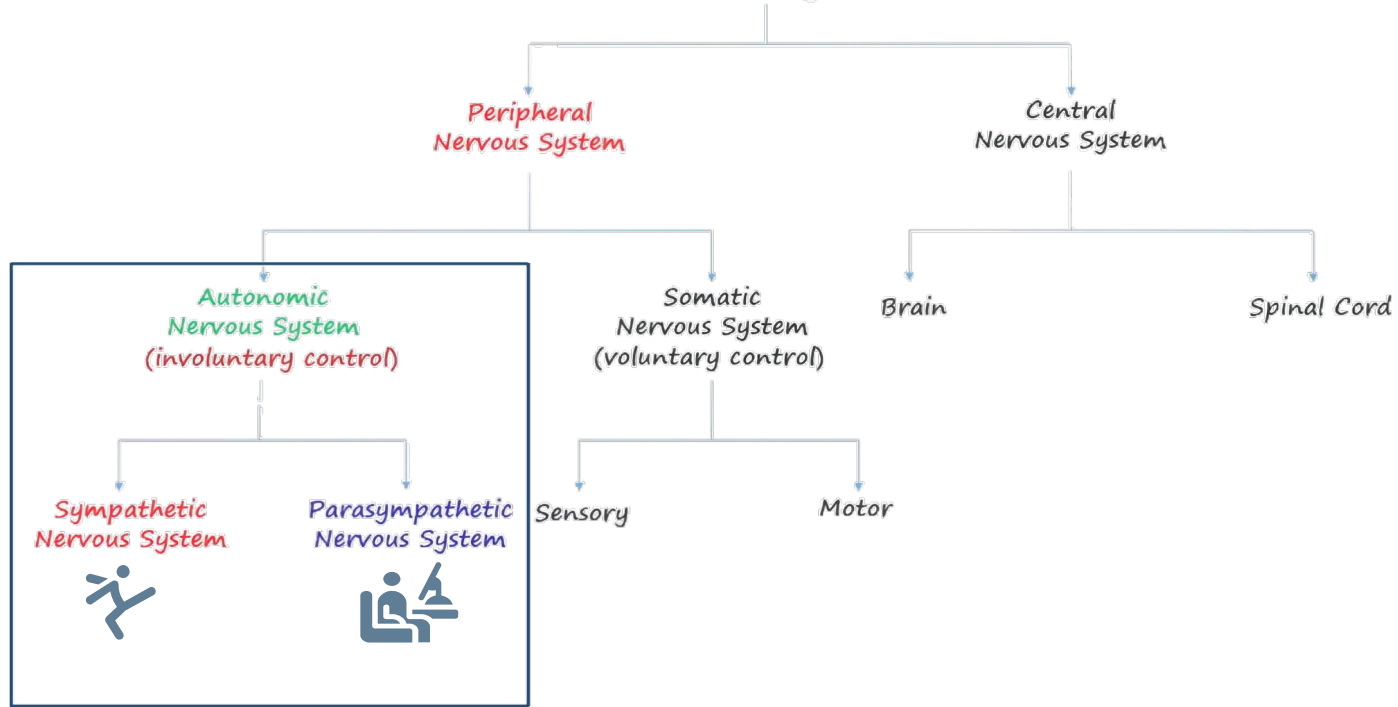 Peripheral
Nervous System
Central
Nervous System
Autonomic
Nervous System
(involuntary control)
Somatic
Nervous System
(voluntary control)
Brain
Spinal Cord
Sympathetic
Nervous System
Parasympathetic
Nervous System
Sensory
Motor